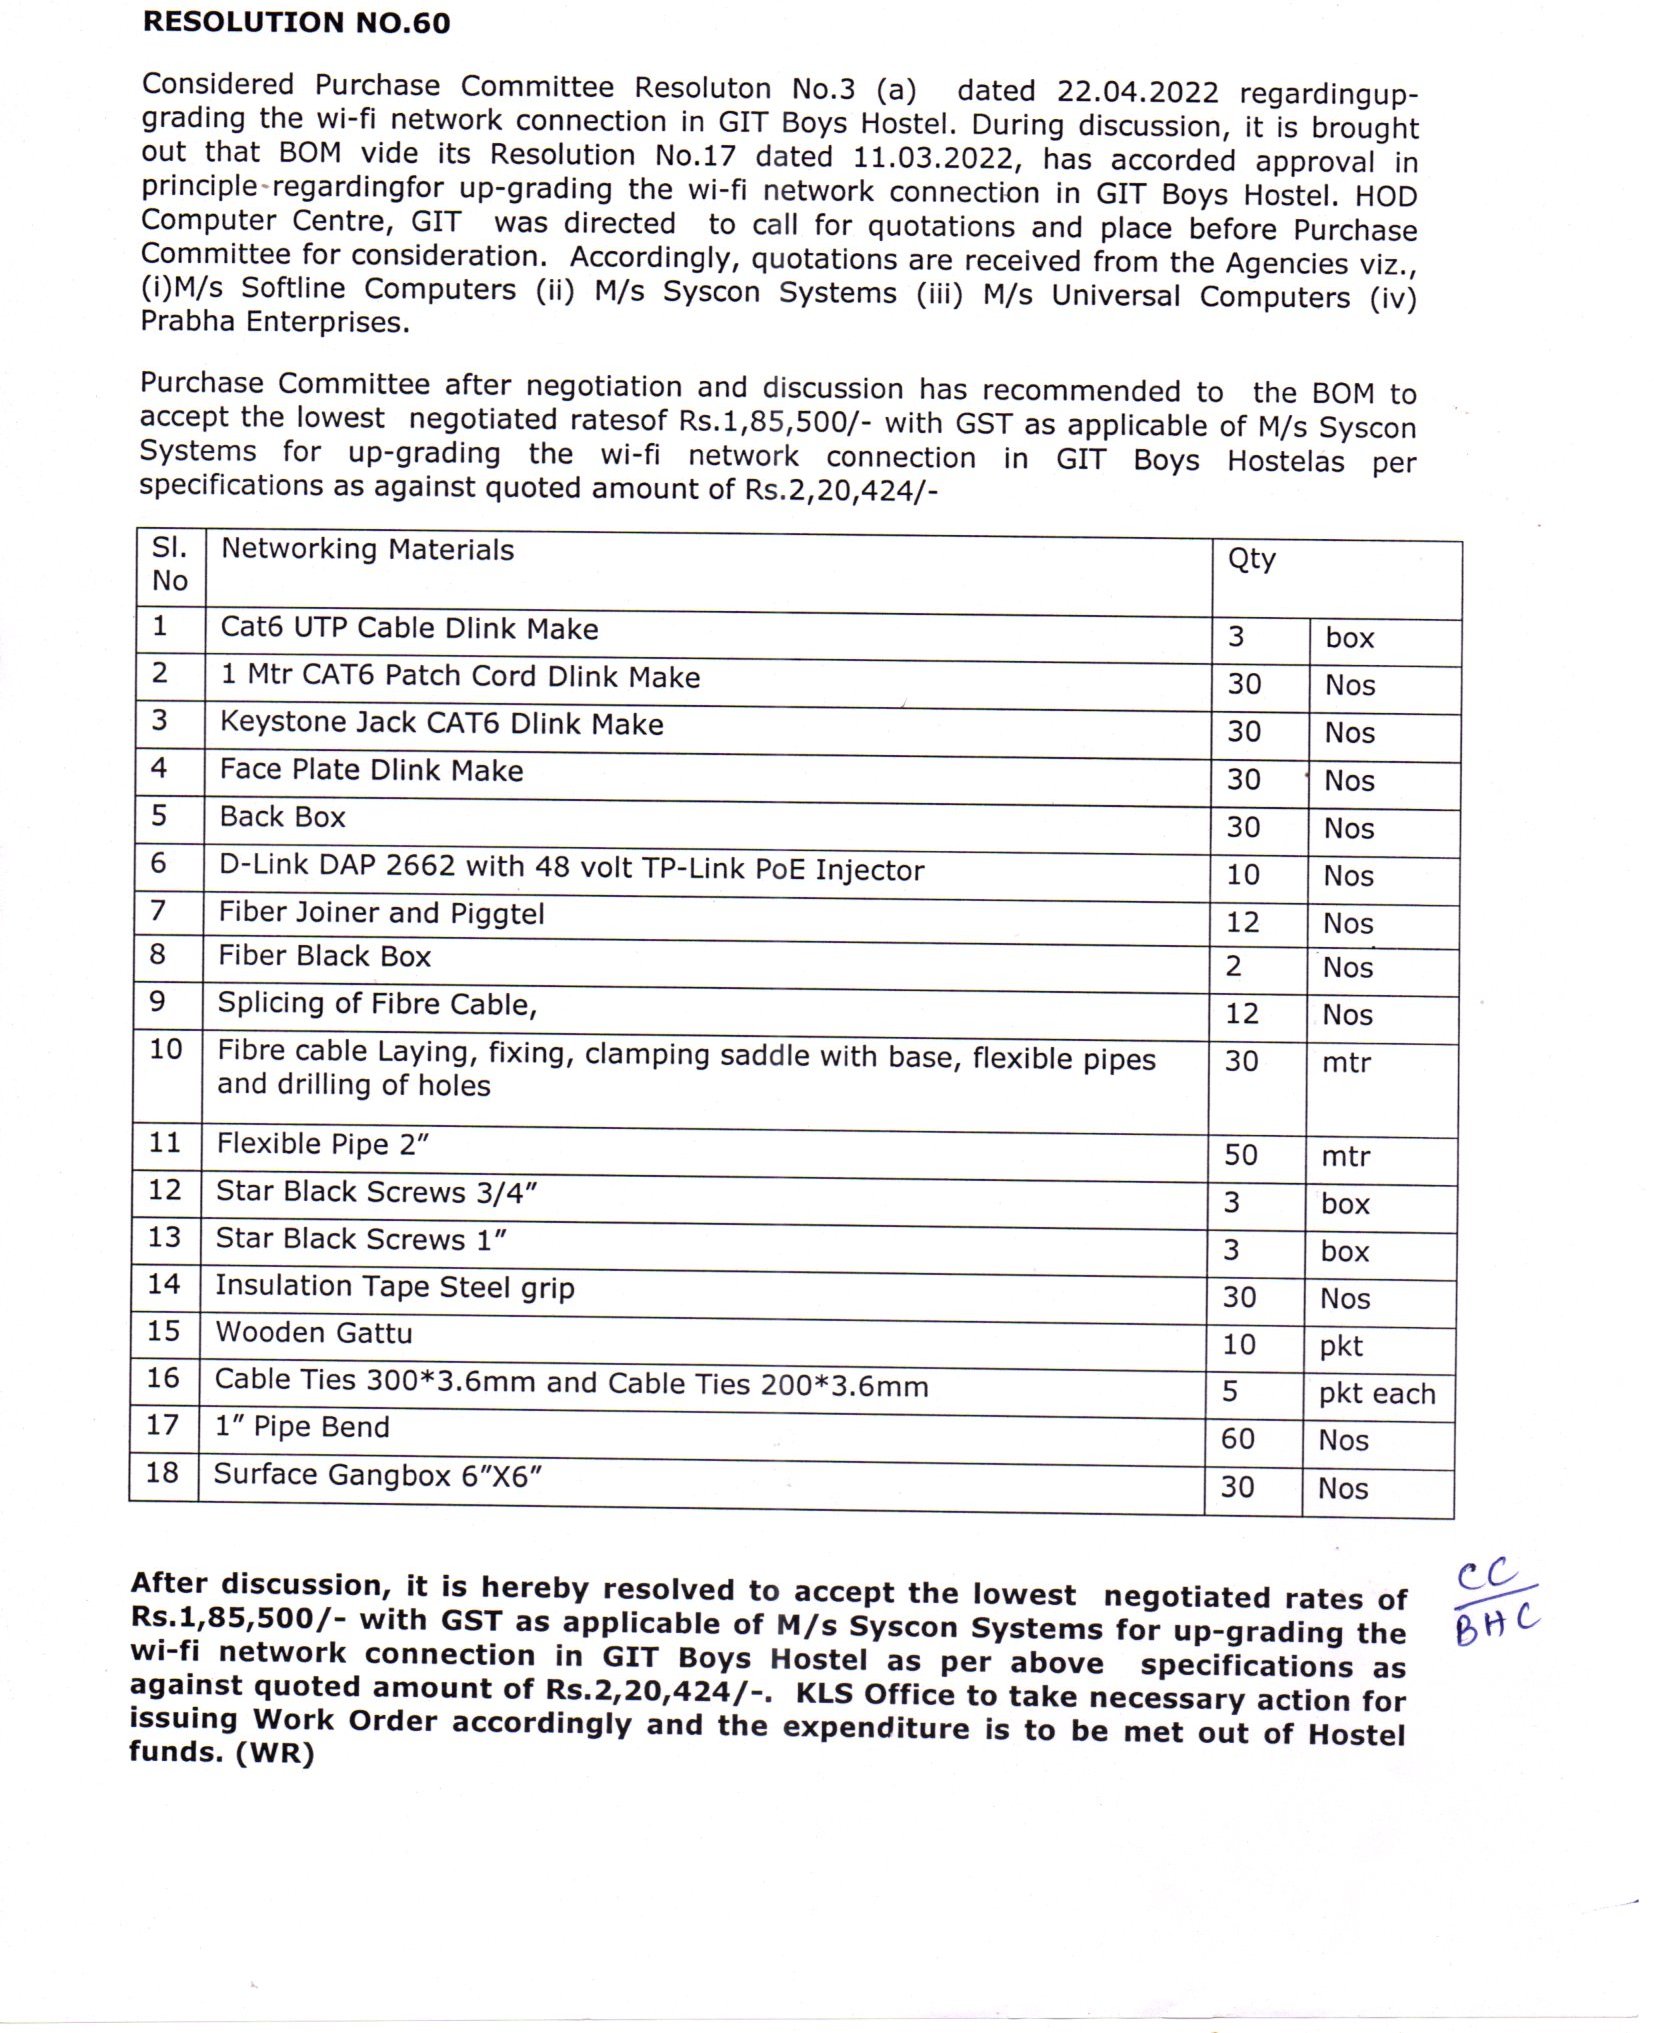 RESOLUTION NO.60
Considered Purchase Committee Resoluton No.3 (a) dated 22.04.2022 regardingup-
grading the wi-fi network connection in GIT Boys Hostel. During discussion, it is brought
out that BOM vide its Resolution No.17 dated 11.03.2022, has accorded approval in
principle regardingfor up-grading the wi-fi network connection in GIT Boys Hostel. HOD
Computer Centre, GIT was directed to call for quotations and place before Purchase
Committee for consideration. Accordingly, quotations are received from the Agencies viz.,
(i)M/s Softline Computers (ii) M/s Syscon Systems (iii) M/s Universal Computers (iv)
Prabha Enterprises.
Purchase Committee after negotiation and discussion has recommended to the BOM to
accept the lowest negotiated ratesof Rs.1,85,500/- with GST as applicable of M/s Syscon
Systems for up-grading the wi-fi network connection in GIT Boys Hostelas per
specifications as against quoted amount of Rs.2,20,424/-
Sl. No Networking Materials Qty
1 Cat6 UTP Cable Dlink Make 3 box
2 1 Mtr CAT6 Patch Cord Dlink Make 30 Nos
3 Keystone Jack CAT6 Dlink Make 30 Nos
4 Face Plate Dlink Make 30 Nos
5 Back Box 30 Nos
6 D-Link DAP 2662 with 48 volt TP-Link PoE Injector 10 Nos
7 Fiber Joiner and Piggtel 12 Nos
8 Fiber Black Box 2 Nos
9 Splicing of Fibre Cable, 12 Nos
10 Fibre cable Laying, fixing, clamping saddle with base, flexible pipes 30 mtr
and drilling of holes
11 Flexible Pipe 2" 50 mtr
12 Star Black Screws 3/4" 3 box
13 Star Black Screws 1" 3 box
14 Insulation Tape Steel grip 30 Nos
15 Wooden Gattu 10 pkt
16 Cable Ties 300*3.6mm and Cable Ties 200*3.6mm 5 pkt each
17 1" Pipe Bend 60 Nos
18 Surface Gangbox 6"X6" 30 Nos
After discussion, it is hereby resolved to accept the lowest negotiated rates of
Rs.1,85,500/- with GST as applicable of M/s Syscon Systems for up-grading the
wi-fi network connection in GIT Boys Hostel as per above specifications as
against quoted amount of Rs.2,20,424/-. KLS Office to take necessary action for
issuing Work Order accordingly and the expenditure is to be met out of Hostel
funds. (WR)
CC
BHC